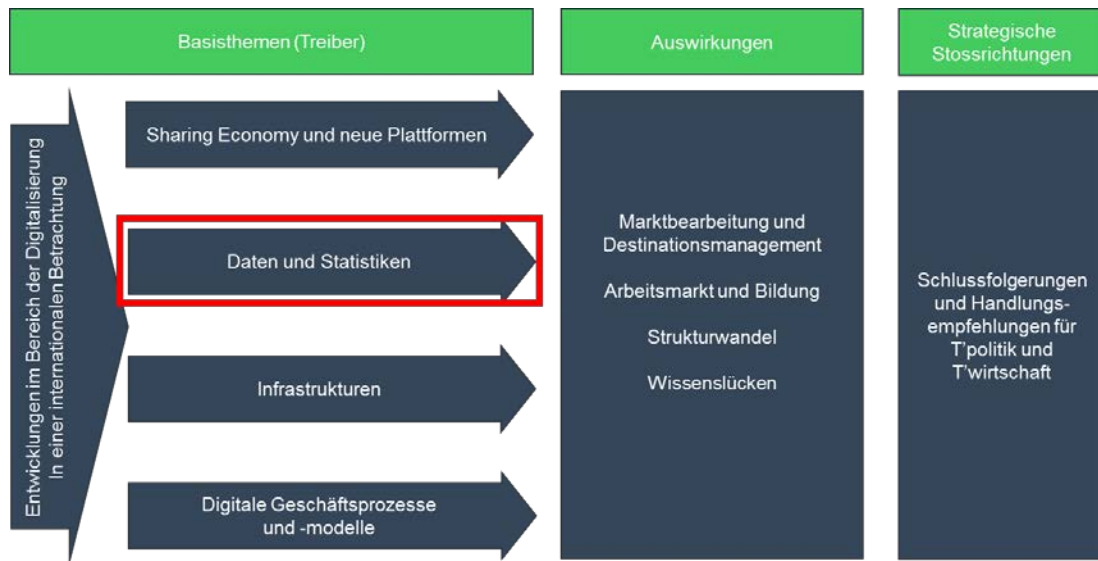 Basisthemen (Treiber)
Auswirkungen
Strategische
Stossrichtungen
Entwicklungen im Bereich der Digitalisierung
In einer internationalen Betrachtung
Sharing Economy und neue Plattformen
Daten und Statistiken
Infrastrukturen
Digitale Geschäftsprozesse
und -modelle
Marktbearbeitung und
Destinationsmanagement
Arbeitsmarkt und Bildung
Strukturwandel
Wissenslücken
Schlussfolgerungen
und Handlungs-
empfehlungen für
T'politik und
T'wirtschaft